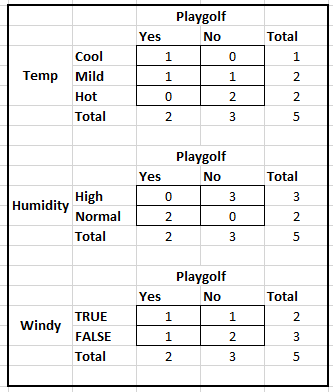 Playgolf
Yes No Total
Cool 1 0 1
Temp Mild 1 1 2
Hot 0 2 2
Total 2 3 5
Playgolf
Yes No Total
Humidity High 0 3 3
Normal 2 0 2
Total 2 3 5
Playgolf
Yes No Total
Windy TRUE 1 1 2
FALSE 1 2 3
Total 2 3 5